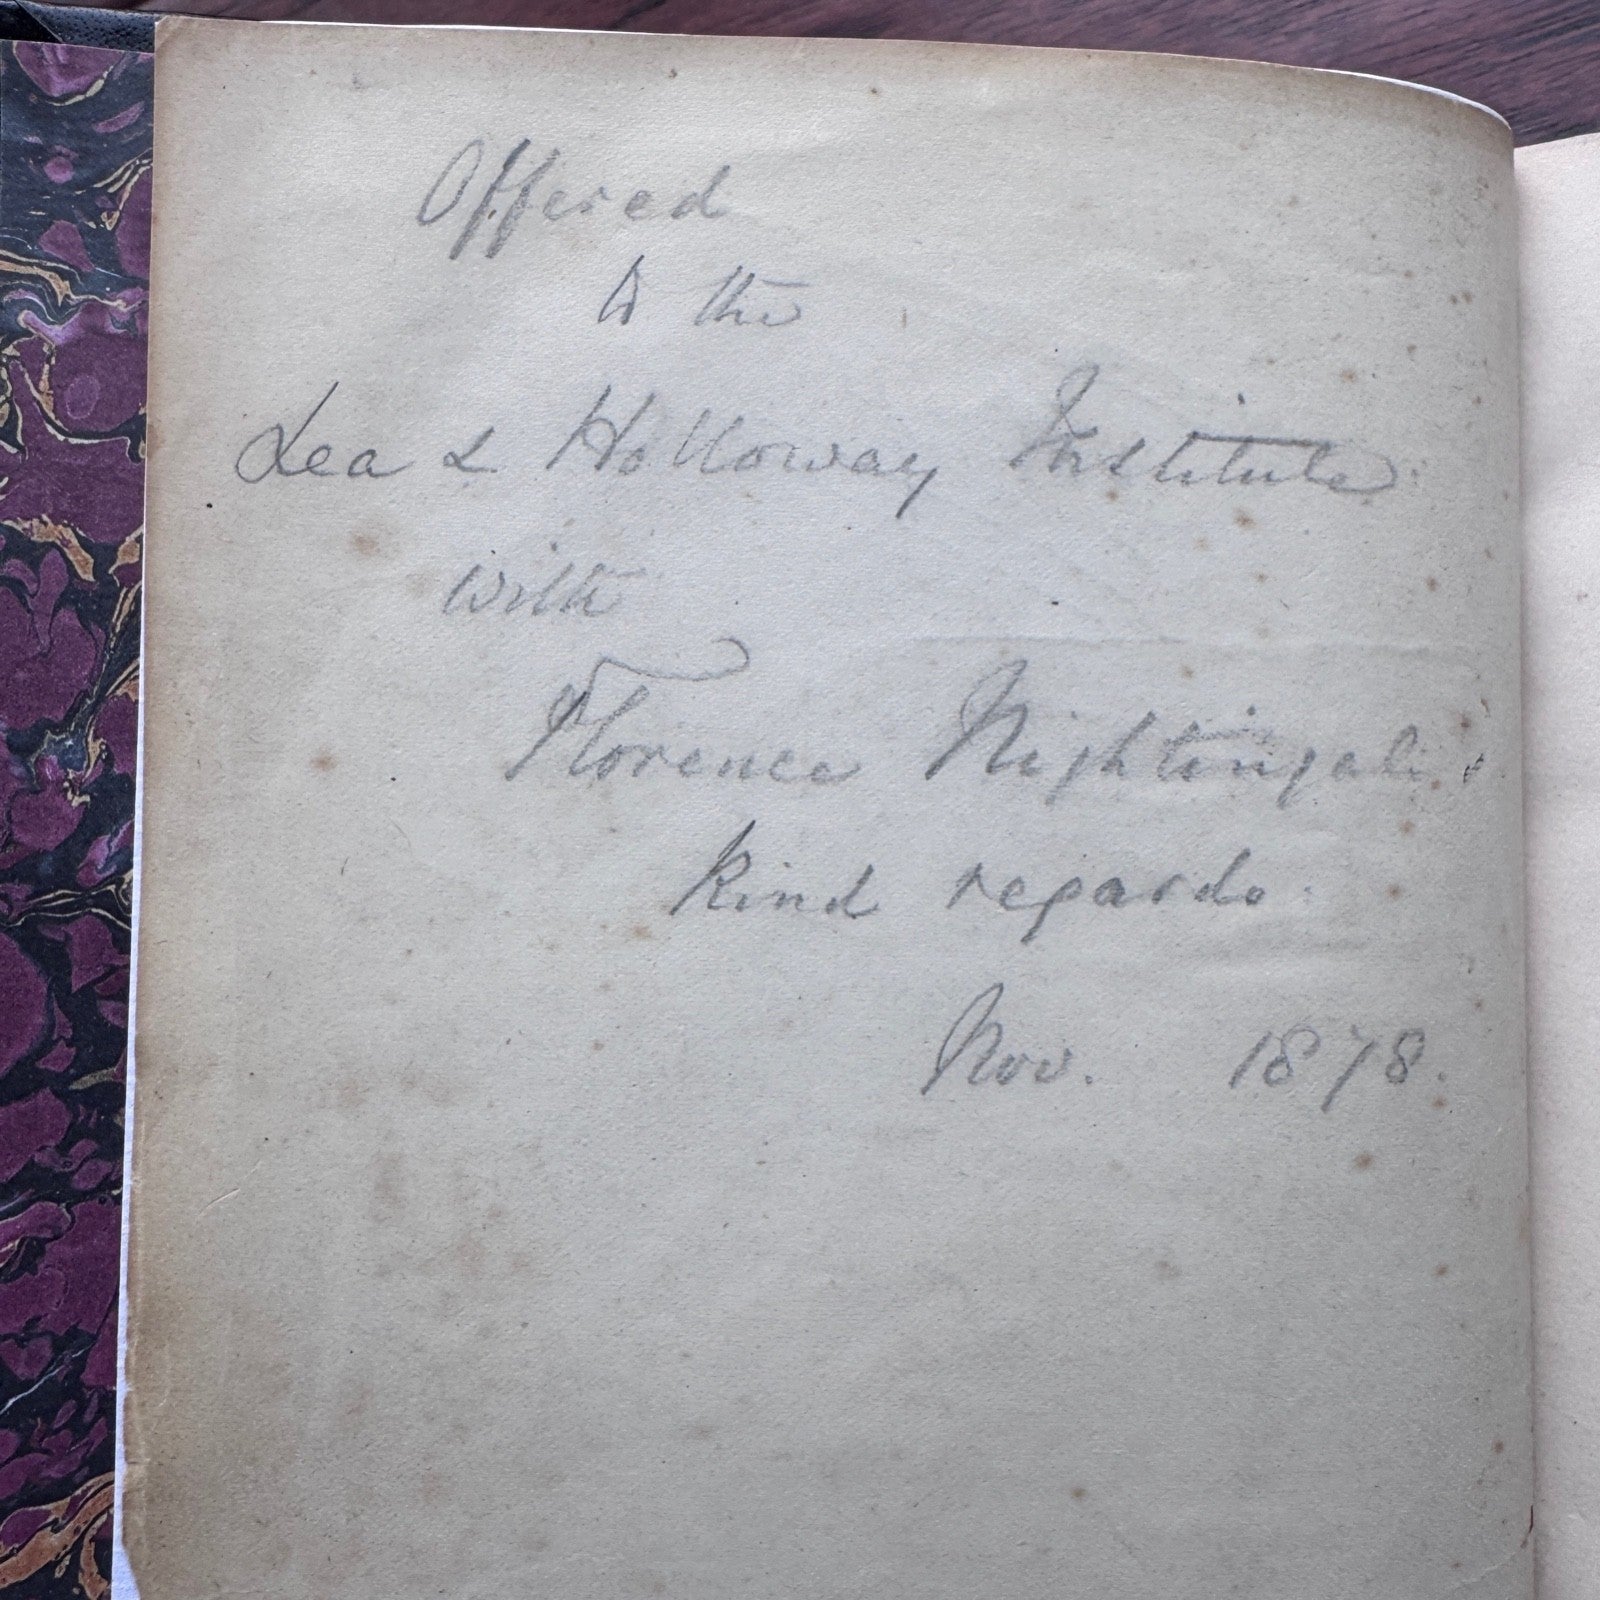 Offered
to the
Lea & Holloway Institute
with
Florence Nightingale's
kind regards:
Nov. 1878.